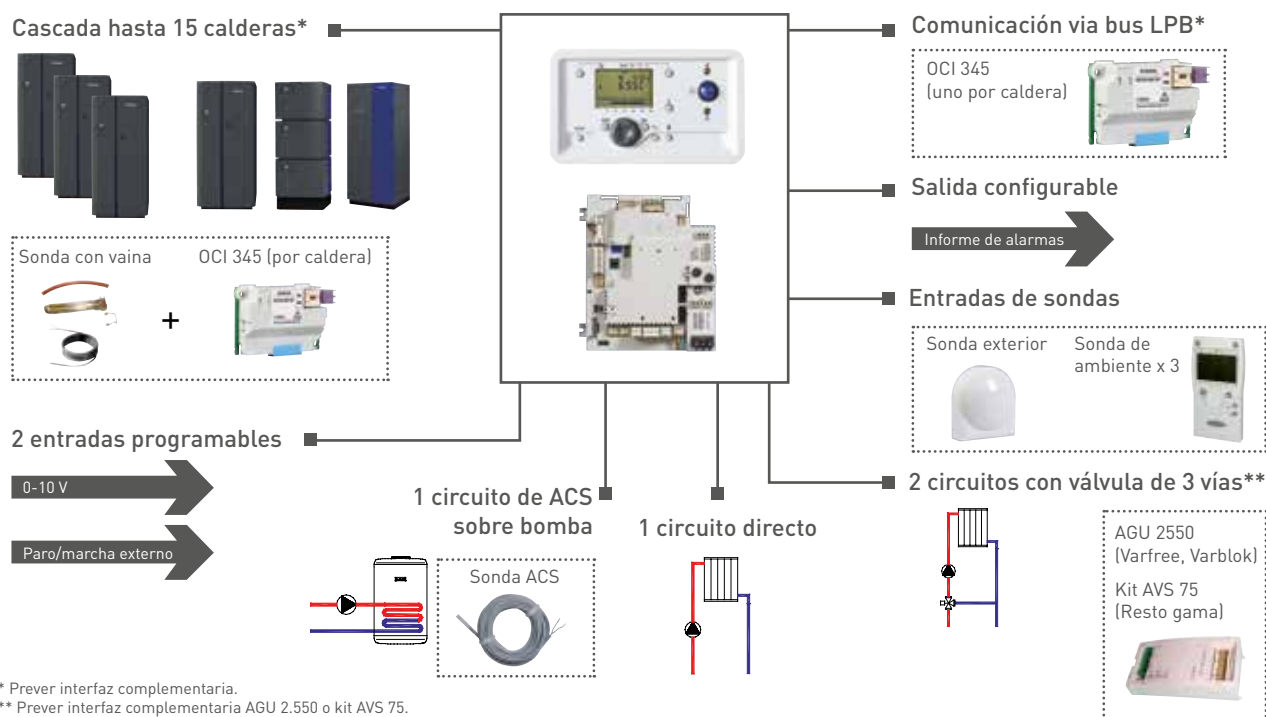 Cascada hasta 15 calderas*
Sonda con vaina
OCI 345 (por caldera)
+
2 entradas programables
0-10 V
Paro/marcha externo
1 circuito de ACS
sobre bomba
Sonda ACS
1 circuito directo
Comunicación via bus LPB*
OCI 345
(uno por caldera)
Salida configurable
Informe de alarmas
Entradas de sondas
Sonda exterior
Sonda de
ambiente x 3
2 circuitos con válvula de 3 vías**
AGU 2550
(Varfree, Varblok)
Kit AVS 75
(Resto gama)
* Prever interfaz complementaria.
** Prever interfaz complementaria AGU 2.550 o kit AVS 75.